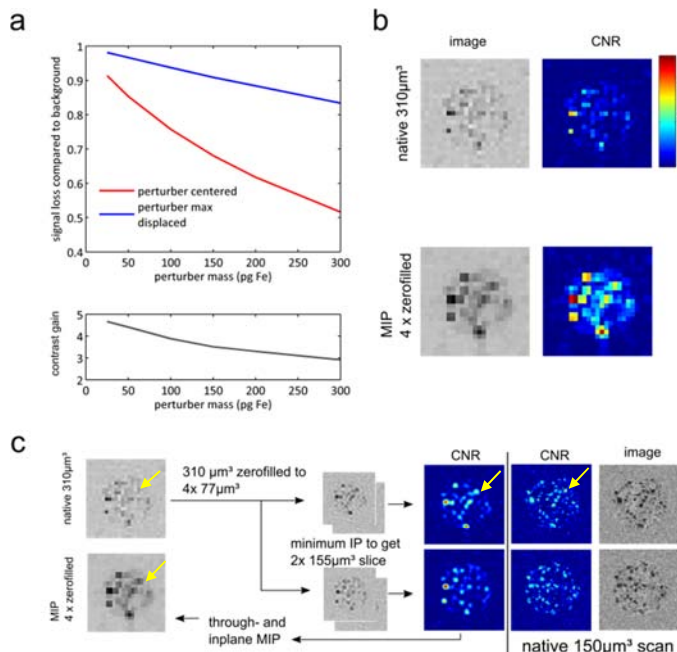 a
signal loss compared to background
1
0.9
0.8
0.7
0.6
0.5
0.4
perturber centered
perturber max
displaced
0 50 100 150 200 250 300
perturber mass (pg Fe)
contrast gain
5
4
3
2
1
0 50 100 150 200 250 300
perturber mass (pg Fe)
b
image
CNR
native 310µm³
MIP
4 x zerofilled
c
native 310µm³
310 µm³ zerofilled to
4x 77µm³
CNR
CNR
image
minimum IP to get
2x 155µm³ slice
MIP
4 x zerofilled
through- and
inplane MIP
native 150µm³ scan